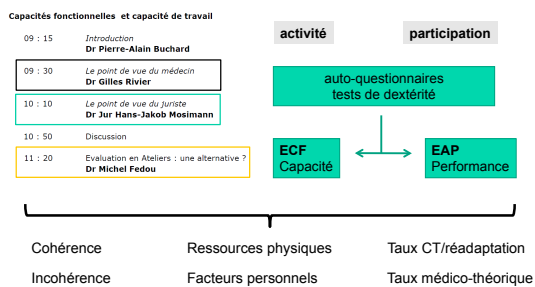 Capacités fonctionnelles et capacité de travail
09 : 15 Introduction
Dr Pierre-Alain Buchard
09 : 30 Le point de vue du médecin
Dr Gilles Rivier
10 : 10 Le point de vue du juriste
Dr Jur Hans-Jakob Mosimann
10 : 50 Discussion
11 : 20 Evaluation en Ateliers : une alternative ?
Dr Michel Fedou
activité
participation
auto-questionnaires
tests de dextérité
ECF
Capacité
EAP
Performance
Cohérence Ressources physiques Taux CT/réadaptation
Incohérence Facteurs personnels Taux médico-théorique